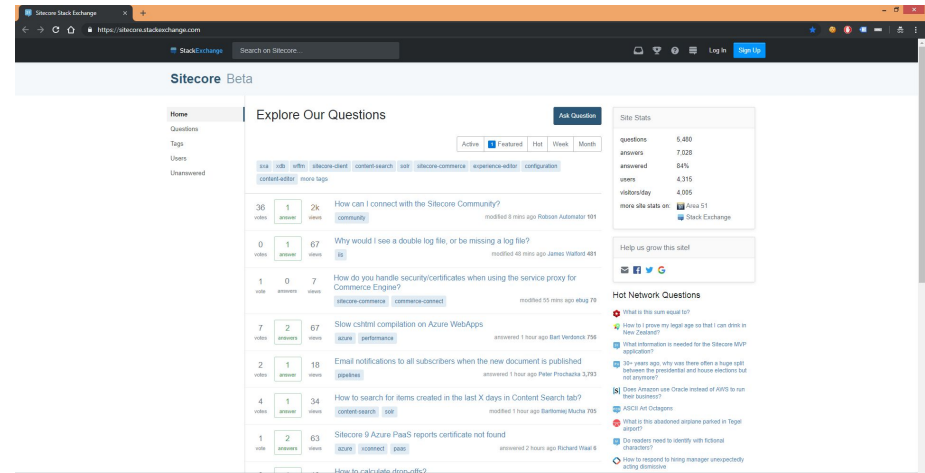 Sitecore Stack Exchange
https://sitecore.stackexchange.com
StackExchange
Search on Sitecore...
Log In
Sign Up
Sitecore Beta
Home
Questions
Tags
Users
Unanswered
Explore Our Questions
Ask Question
Active 1 Featured Hot Week Month
sxa xdb wffm sitecore-client content-search solr sitecore-commerce experience-editor configuration
content-editor more tags
36 votes 1 answer 2k views
How can I connect with the Sitecore Community?
community
modified 8 mins ago Robson Automator 101
0 votes 1 answer 67 views
Why would I see a double log file, or be missing a log file?
iis
modified 48 mins ago James Walford 481
1 vote 0 answers 7 views
How do you handle security/certificates when using the service proxy for
Commerce Engine?
sitecore-commerce commerce-connect
modified 55 mins ago xbug 79
7 votes 2 answers 67 views
Slow cshtml compilation on Azure WebApps
azure performance
answered 1 hour ago Bart Verdonck 756
2 votes 1 answer 18 views
Email notifications to all subscribers when the new document is published
pipelines
answered 1 hour ago Peter Prochazka 3,793
4 votes 1 answer 34 views
How to search for items created in the last X days in Content Search tab?
content-search solr
modified 1 hour ago Bartłomiej Mucha 705
1 votes 2 answers 63 views
Sitecore 9 Azure PaaS reports certificate not found
azure xconnect paas
answered 2 hours ago Richard Waal 6
How to calculate drop-offs?
Site Stats
questions 5,480
answers 7,028
answered 84%
users 4,315
visitors/day 4,005
more site stats on: Area 51
Stack Exchange
Help us grow this site!
Hot Network Questions
What is this sum equal to?
How to I prove my legal age so that I can drink in
New Zealand?
What information is needed for the Sitecore MVP
application?
30+ years ago, why was there often a huge split
between the presidential and house elections but
not anymore?
Does Amazon use Oracle instead of AWS to run
their business?
ASCII Art Octagons
What is this abadoned airplane parked in Tegel
airport?
Do readers need to identify with fictional
characters?
How to respond to hiring manager unexpectedly
acting dismissive